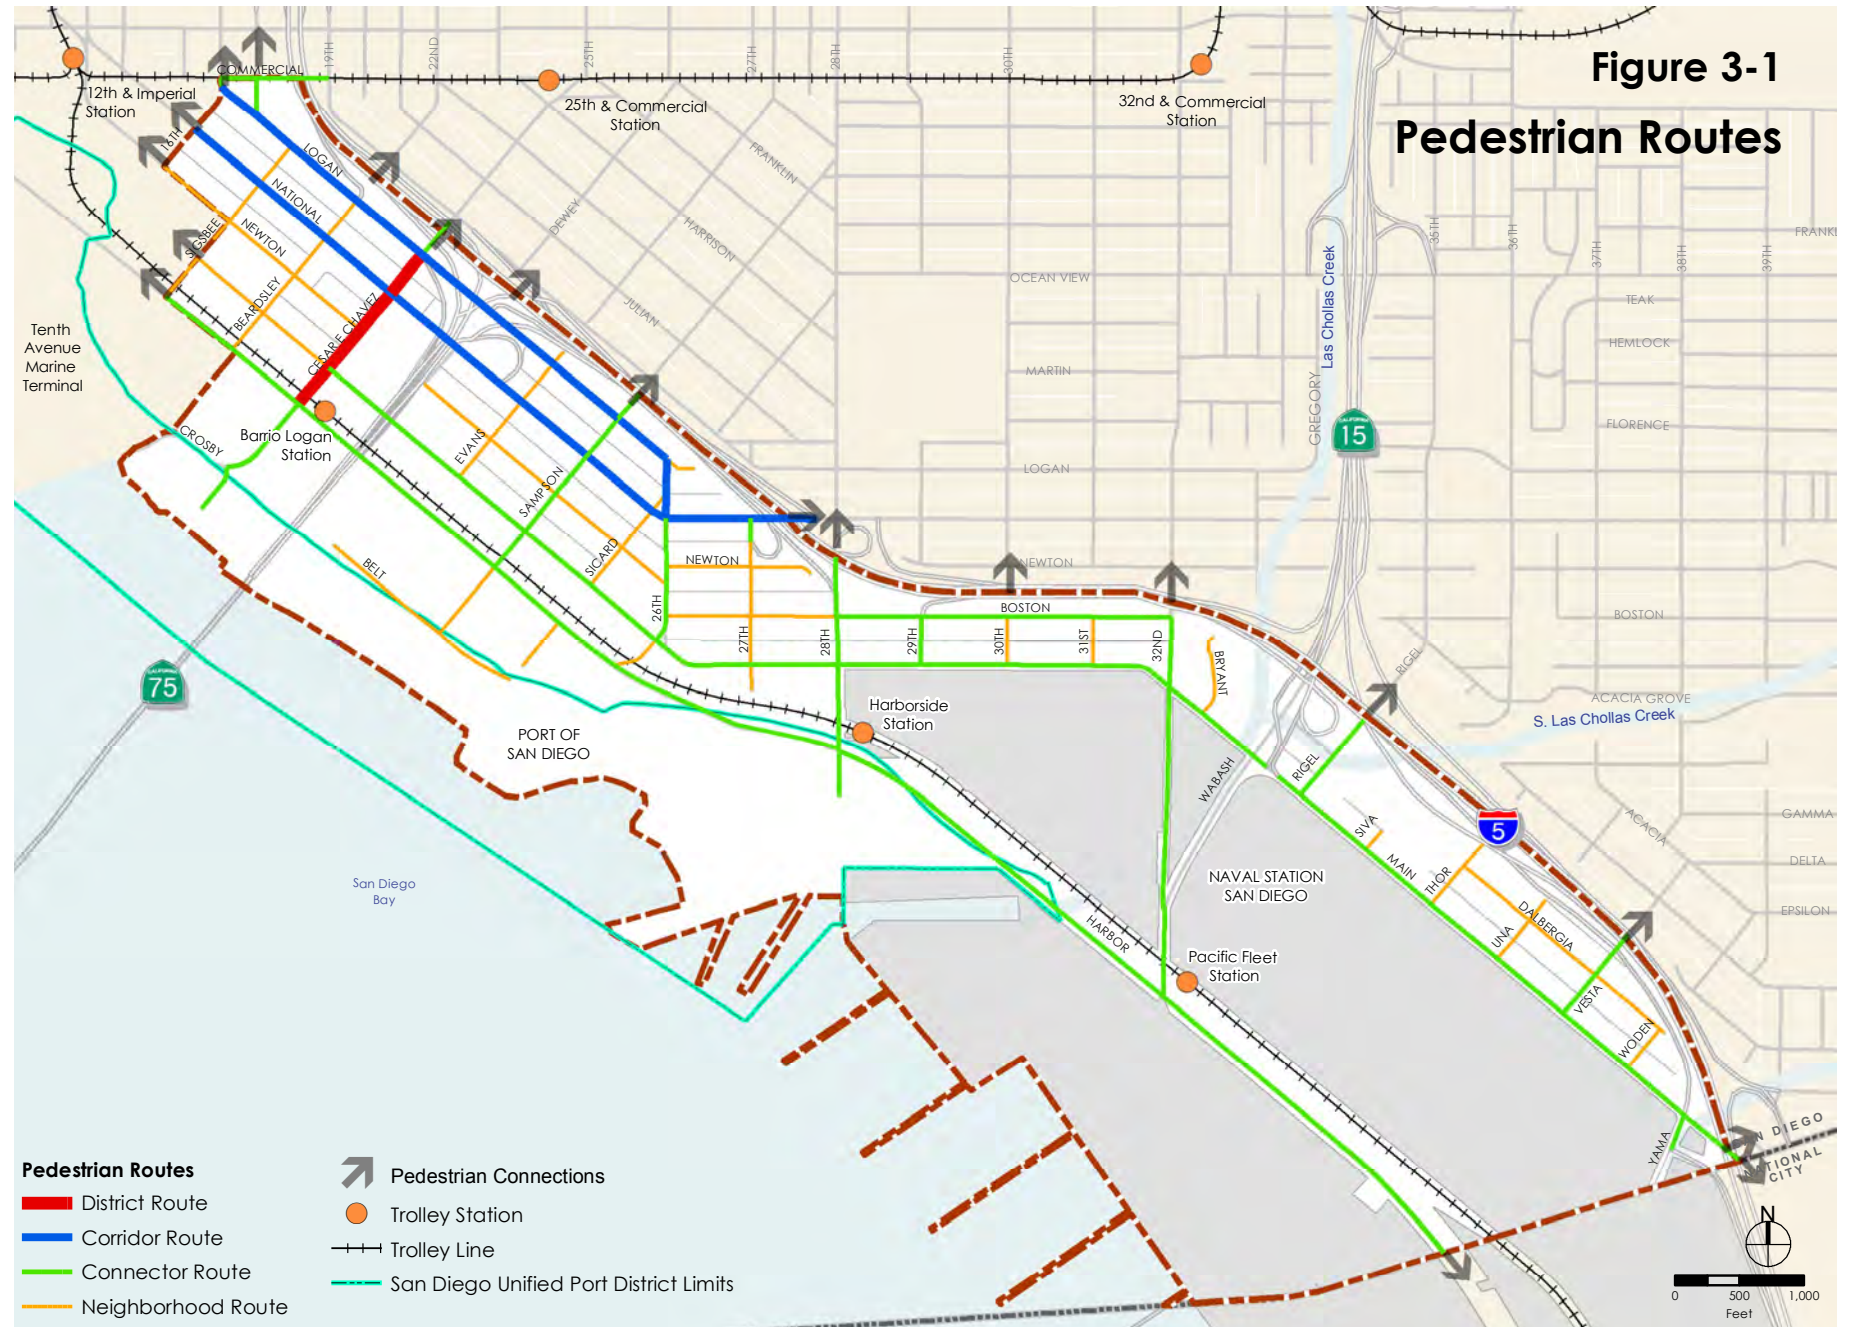 Figure 3-1
Pedestrian Routes
COMMERCIAL
19TH
22ND
25TH
27TH
28TH
30TH
12th & Imperial
Station
25th & Commercial
Station
32nd & Commercial
Station
16TH
LOGAN
NATIONAL
SIGSBEE
NEWTON
BEARDSLEY
CESAR E CHAVEZ
FRANKLIN
DEWEY
HARRISON
JULIAN
OCEAN VIEW
MARTIN
LOGAN
NEWTON
GREGORY
Las Chollas Creek
35TH
36TH
37TH
38TH
39TH
FRANKL
TEAK
HEMLOCK
FLORENCE
CALIFORNIA
15
BOSTON
RIGEL
ACACIA GROVE
S. Las Chollas Creek
ACACIA
GAMMA
DELTA
EPSILON
Tenth
Avenue
Marine
Terminal
CROSBY
Barrio Logan
Station
EVANS
SAMPSON
SICARD
BELT
NEWTON
26TH
27TH
28TH
29TH
30TH
31ST
32ND
BOSTON
BRYANT
CALIFORNIA
75
Harborside
Station
PORT OF
SAN DIEGO
WABASH
RIGEL
SIVA
MAIN
THOR
5
UNA
DALBERGIA
VESTA
WODEN
YAMA
NAVAL STATION
SAN DIEGO
HARBOR
Pacific Fleet
Station
San Diego
Bay
SAN DIEGO
NATIONAL
CITY
Pedestrian Routes
District Route
Corridor Route
Connector Route
Neighborhood Route
Pedestrian Connections
Trolley Station
Trolley Line
San Diego Unified Port District Limits
N
0 500 1,000
Feet